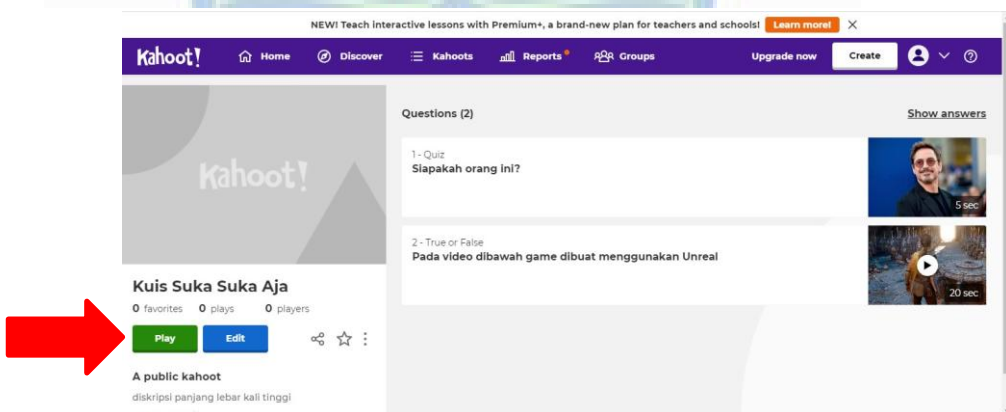 NEW! Teach interactive lessons with Premium+, a brand-new plan for teachers and schools! Learn more!
Kahoot! Home Discover Kahoots Reports Groups Upgrade now Create
Kahoot!
Questions (2) Show answers
1 - Quiz
Siapakah orang ini?
5 sec
2 - True or False
Pada video dibawah game dibuat menggunakan Unreal
20 sec
Kuis Suka Suka Aja
0 favorites 0 plays 0 players
Play Edit
A public kahoot
diskripsi panjang lebar kali tinggi